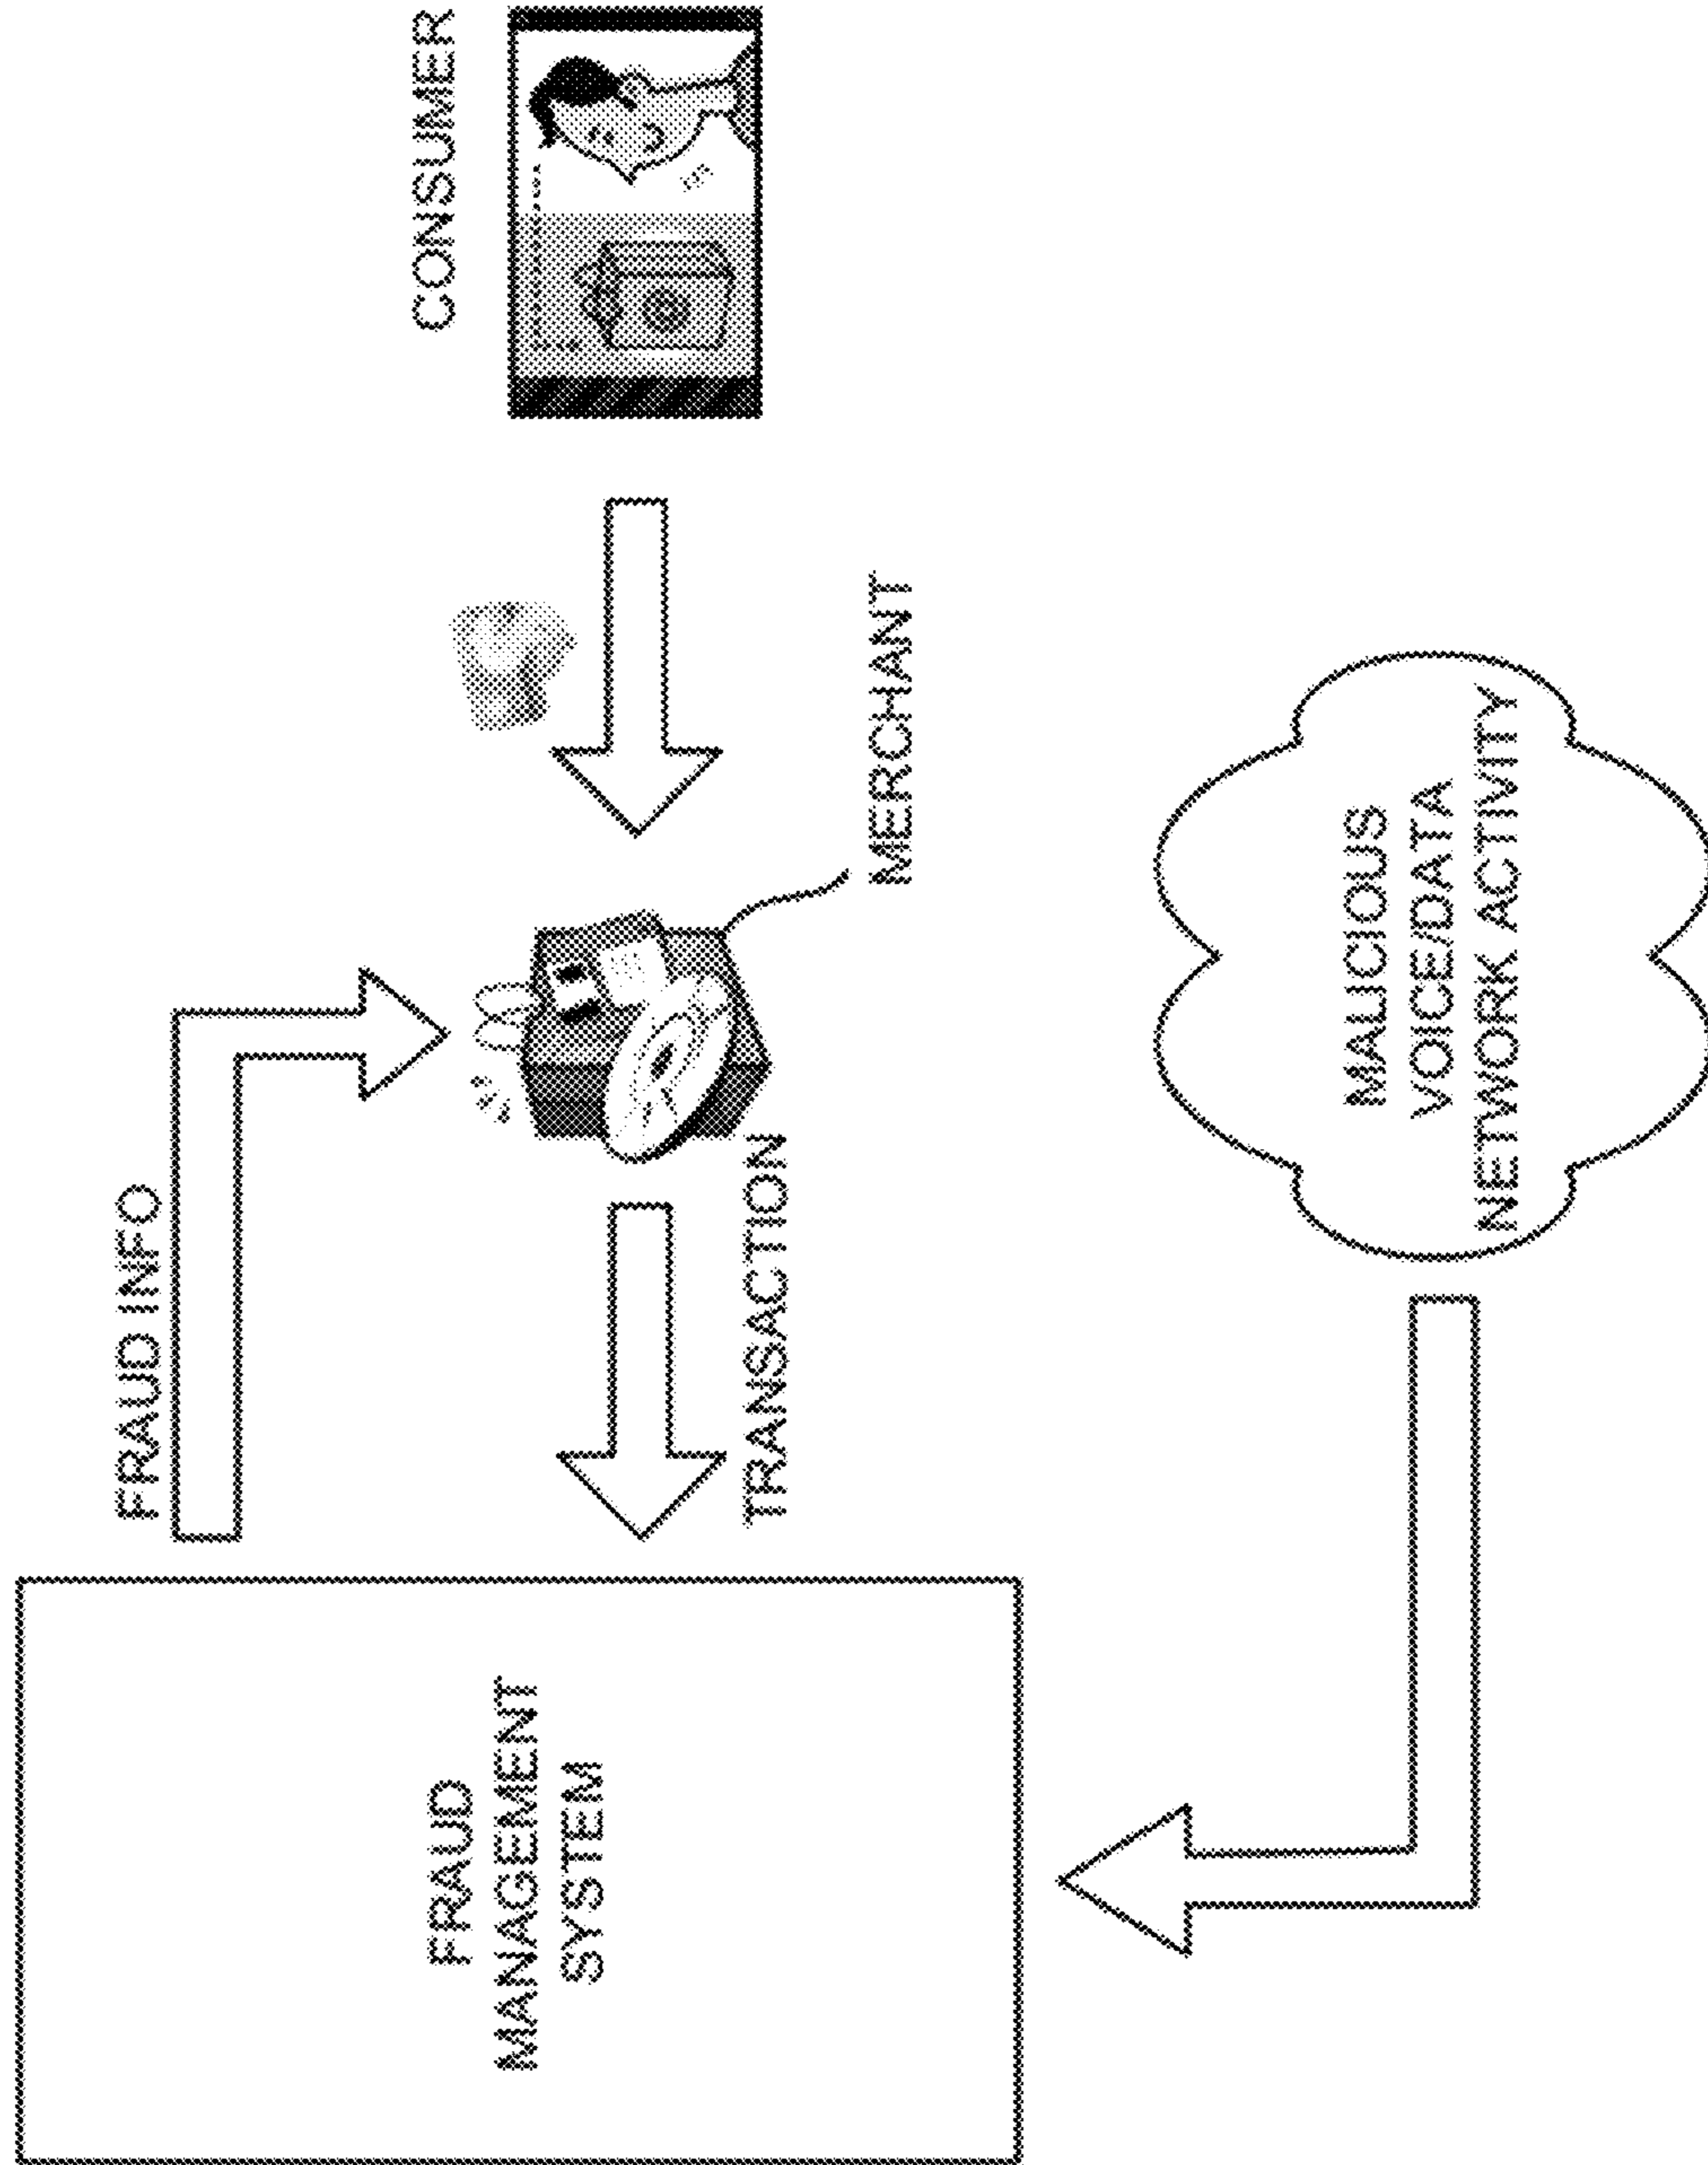 CONSUMER
MERCHANT
FRAUD INFO
TRANSACTION
FRAUD
MANAGEMENT
SYSTEM
MALICIOUS
VOICE/DATA
NETWORK ACTIVITY